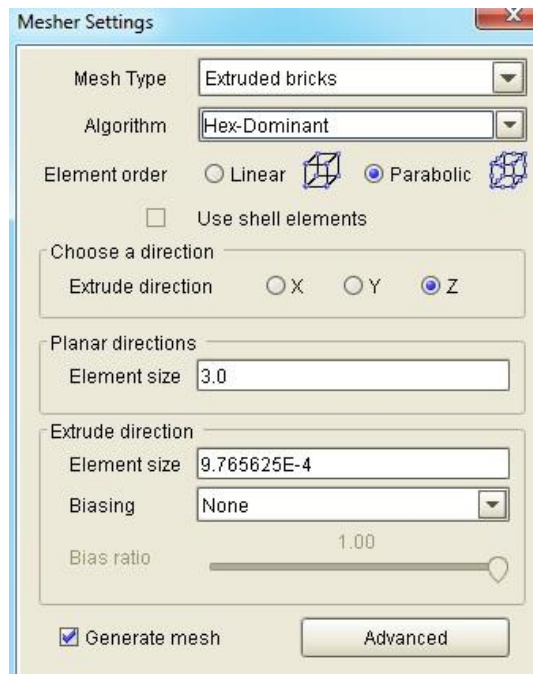 Mesher Settings
Mesh Type Extruded bricks
Algorithm Hex-Dominant
Element order Linear Parabolic
Use shell elements
Choose a direction
Extrude direction X Y Z
Planar directions
Element size 3.0
Extrude direction
Element size 9.765625E-4
Biasing None
1.00
Bias ratio
Generate mesh Advanced